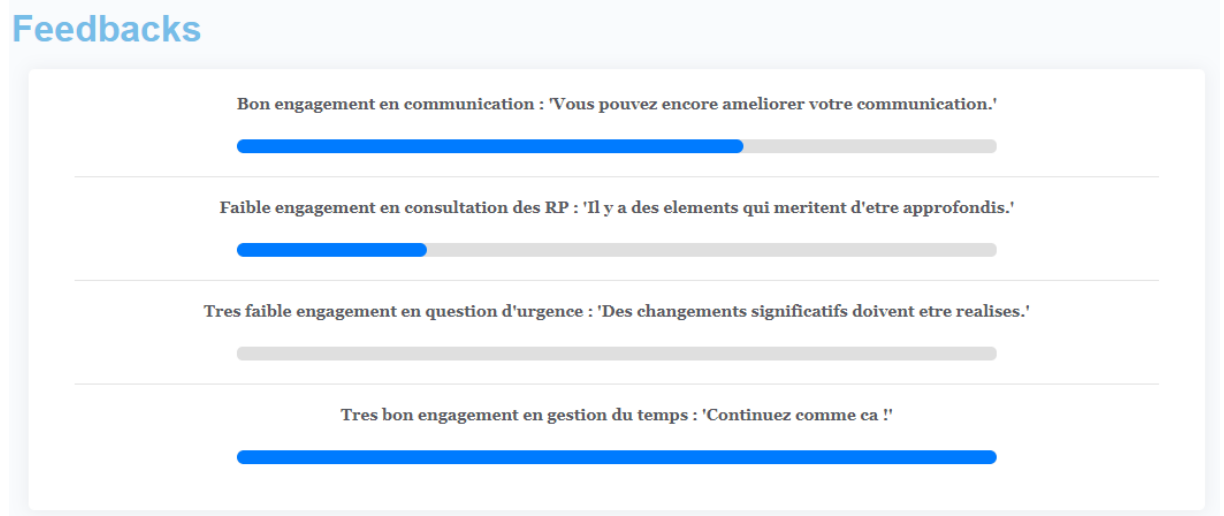 Feedbacks
Bon engagement en communication : 'Vous pouvez encore ameliorer votre communication.'
Faible engagement en consultation des RP : 'Il y a des elements qui meritent d'etre approfondis.'
Tres faible engagement en question d'urgence : 'Des changements significatifs doivent etre realises.'
Tres bon engagement en gestion du temps : 'Continuez comme ca !'